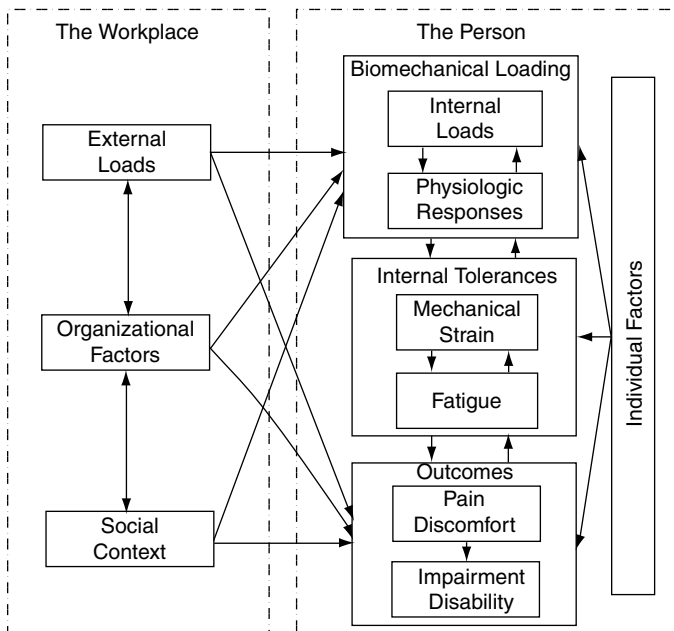 The Workplace
External
Loads
Organizational
Factors
Social
Context
The Person
Biomechanical Loading
Internal
Loads
Physiologic
Responses
Internal Tolerances
Mechanical
Strain
Fatigue
Outcomes
Pain
Discomfort
Impairment
Disability
Individual Factors